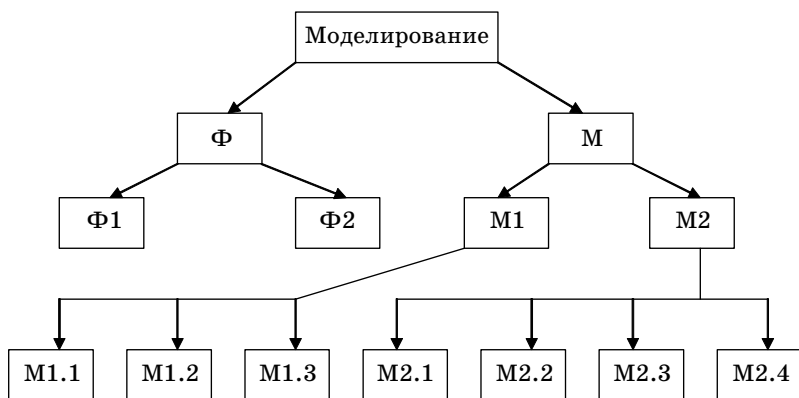 Моделирование
Ф М
Ф1 Ф2 М1 М2
М1.1 М1.2 М1.3 М2.1 М2.2 М2.3 М2.4